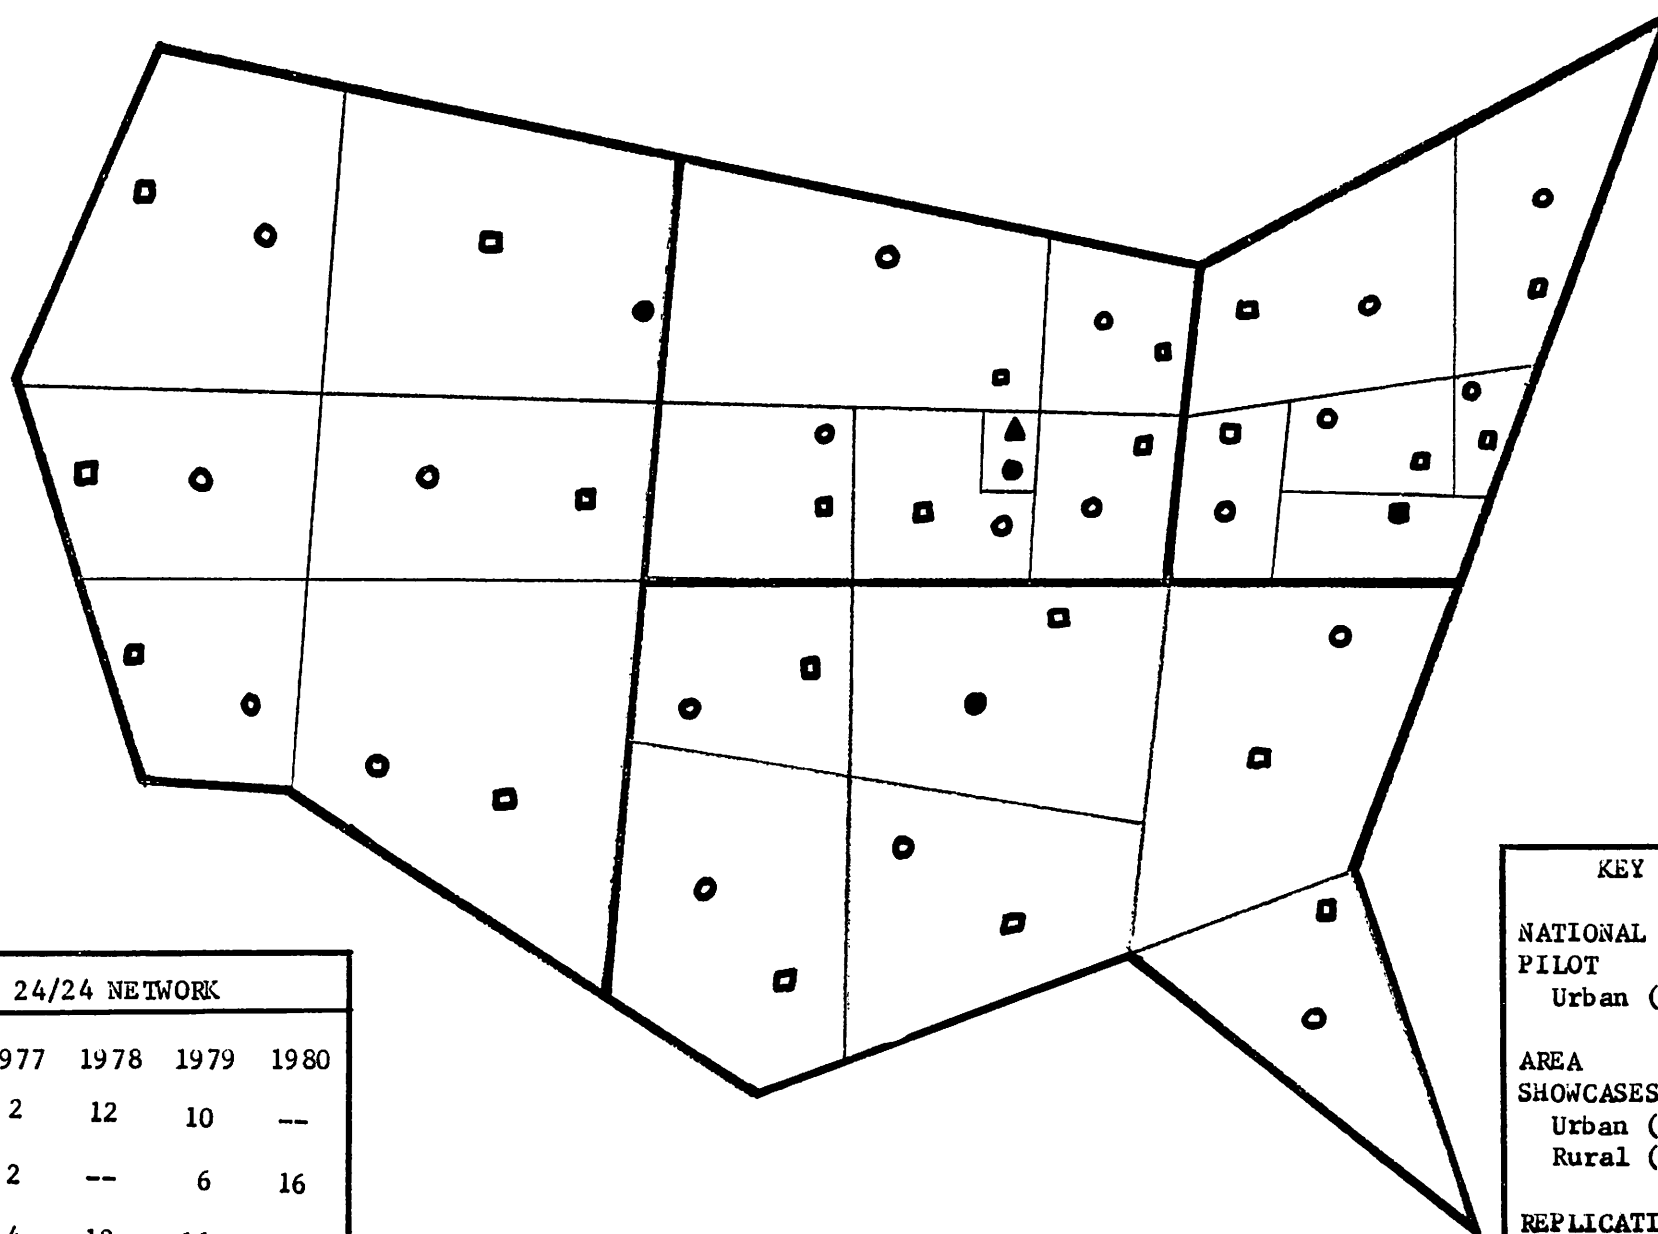 24/24 NETWORK
977 1978 1979 1980
2 12 10 --
2 -- 6 16
KEY
NATIONAL
PILOT
Urban (
AREA
SHOWCASES
Urban (
Rural (
REPLICATI